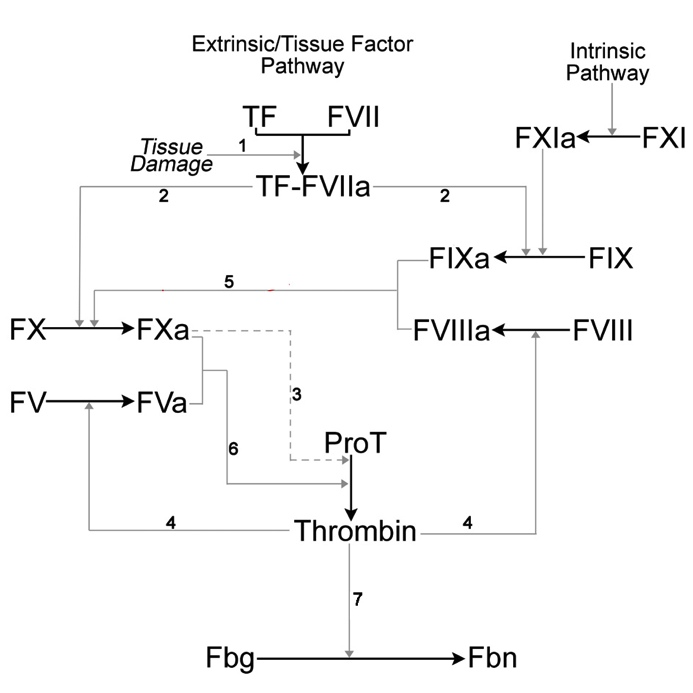 Extrinsic/Tissue Factor
Pathway
Intrinsic
Pathway
TF FVII
FXIa FXI
1
Tissue
Damage
TF-FVIIa
2 2
FIXa FIX
5
FX FXa
FVIIIa FVIII
3
FV FVa
6
ProT
4 4
Thrombin
7
Fbg Fbn